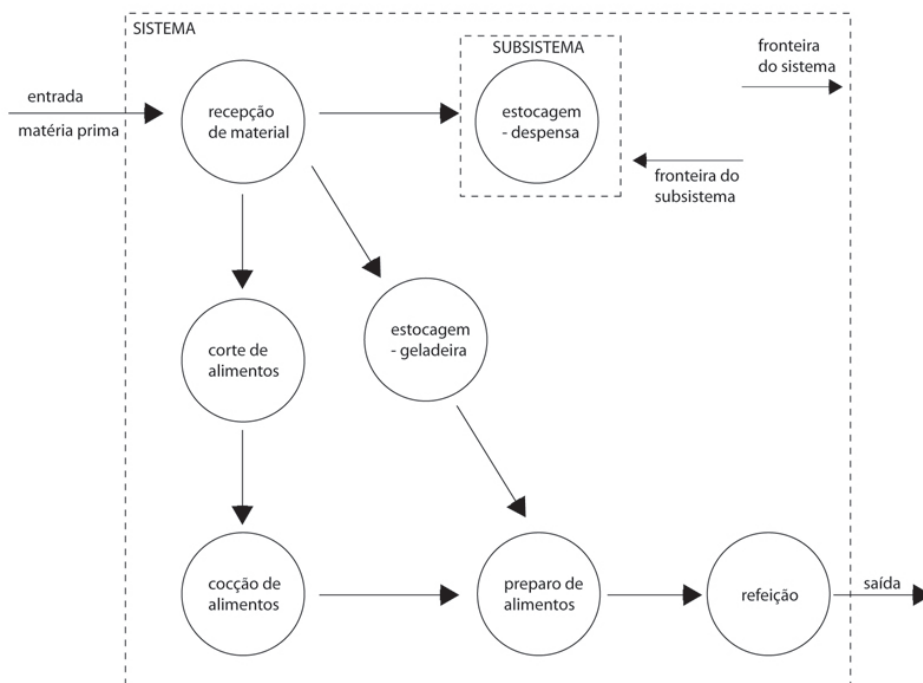 SISTEMA
SUBSISTEMA
fronteira
do sistema
entrada
matéria prima
recepção
de material
estocagem
- despensa
fronteira do
subsistema
corte de
alimentos
estocagem
- geladeira
cocção de
alimentos
preparo de
alimentos
refeição
saída